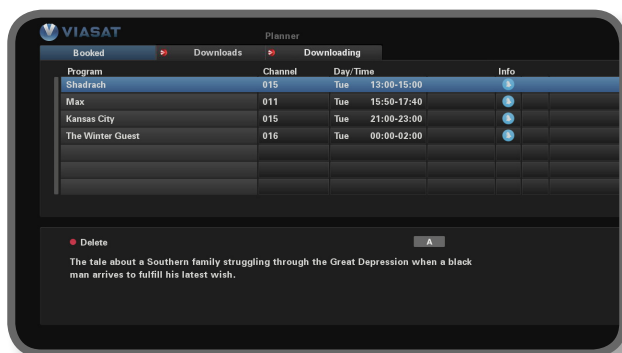 VIASAT
Planner
Booked Downloads Downloading
Program Channel Day/Time Info
Shadrach 015 Tue 13:00-15:00
Max 011 Tue 15:50-17:40
Kansas City 015 Tue 21:00-23:00
The Winter Guest 016 Tue 00:00-02:00
Delete A
The tale about a Southern family struggling through the Great Depression when a black
man arrives to fulfill his latest wish.